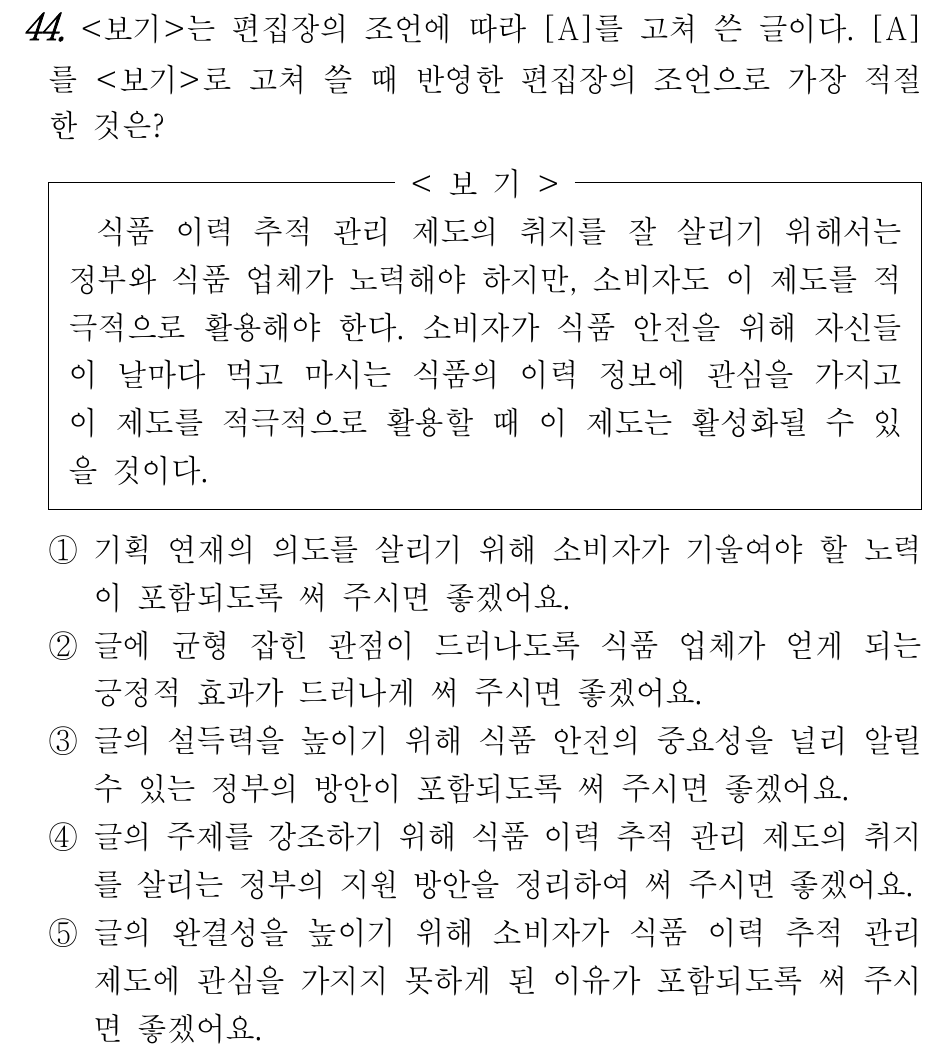 44. <보기>는 편집장의 조언에 따라 [A]를 고쳐 쓴 글이다. [A]
를 <보기>로 고쳐 쓸 때 반영한 편집장의 조언으로 가장 적절
한 것은?
< 보 기 >
식품 이력 추적 관리 제도의 취지를 잘 살리기 위해서는
정부와 식품 업체가 노력해야 하지만, 소비자도 이 제도를 적
극적으로 활용해야 한다. 소비자가 식품 안전을 위해 자신들
이 날마다 먹고 마시는 식품의 이력 정보에 관심을 가지고
이 제도를 적극적으로 활용할 때 이 제도는 활성화될 수 있
을 것이다.
① 기획 연재의 의도를 살리기 위해 소비자가 기울여야 할 노력
이 포함되도록 써 주시면 좋겠어요.
② 글에 균형 잡힌 관점이 드러나도록 식품 업체가 얻게 되는
긍정적 효과가 드러나게 써 주시면 좋겠어요.
③ 글의 설득력을 높이기 위해 식품 안전의 중요성을 널리 알릴
수 있는 정부의 방안이 포함되도록 써 주시면 좋겠어요.
④ 글의 주제를 강조하기 위해 식품 이력 추적 관리 제도의 취지
를 살리는 정부의 지원 방안을 정리하여 써 주시면 좋겠어요.
⑤ 글의 완결성을 높이기 위해 소비자가 식품 이력 추적 관리
제도에 관심을 가지지 못하게 된 이유가 포함되도록 써 주시
면 좋겠어요.